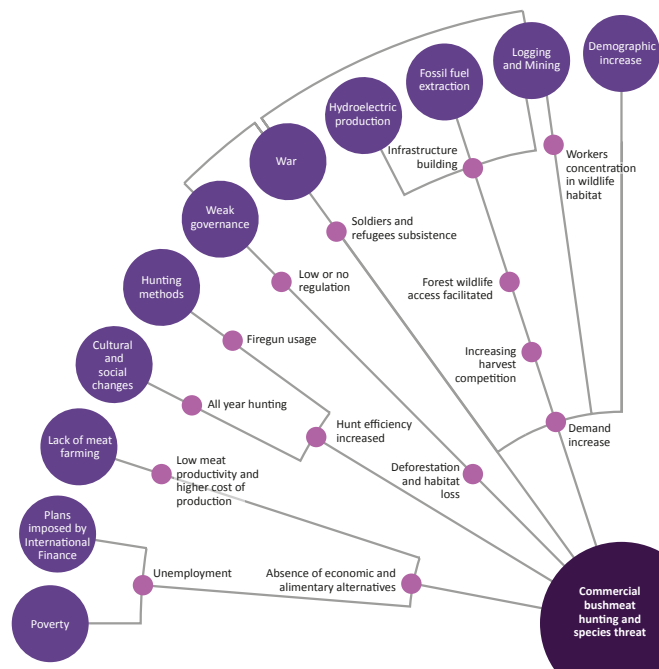 Demographic
increase
Logging
and Mining
Fossil fuel
extraction
Hydroelectric
production
War
Weak
governance
Hunting
methods
Cultural
and social
changes
Lack of meat
farming
Plans
imposed by
International
Finance
Poverty
Infrastructure
building
Workers
concentration
in wildlife
habitat
Soldiers and
refugees subsistence
Low or no
regulation
Forest wildlife
access facilitated
Firegun usage
Increasing
harvest
competition
All year hunting
Hunt efficiency
increased
Demand
increase
Low meat
productivity and
higher cost of
production
Deforestation
and habitat
loss
Unemployment
Absence of economic and
alimentary alternatives
Commercial
bushmeat
hunting and
species threat